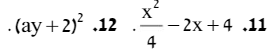 .11 x²/4 − 2x + 4 . .12 (ay + 2)² .